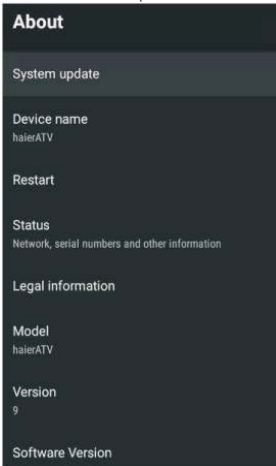 About
System update
Device name
haierATV
Restart
Status
Network, serial numbers and other information
Legal information
Model
haierATV
Version
9
Software Version